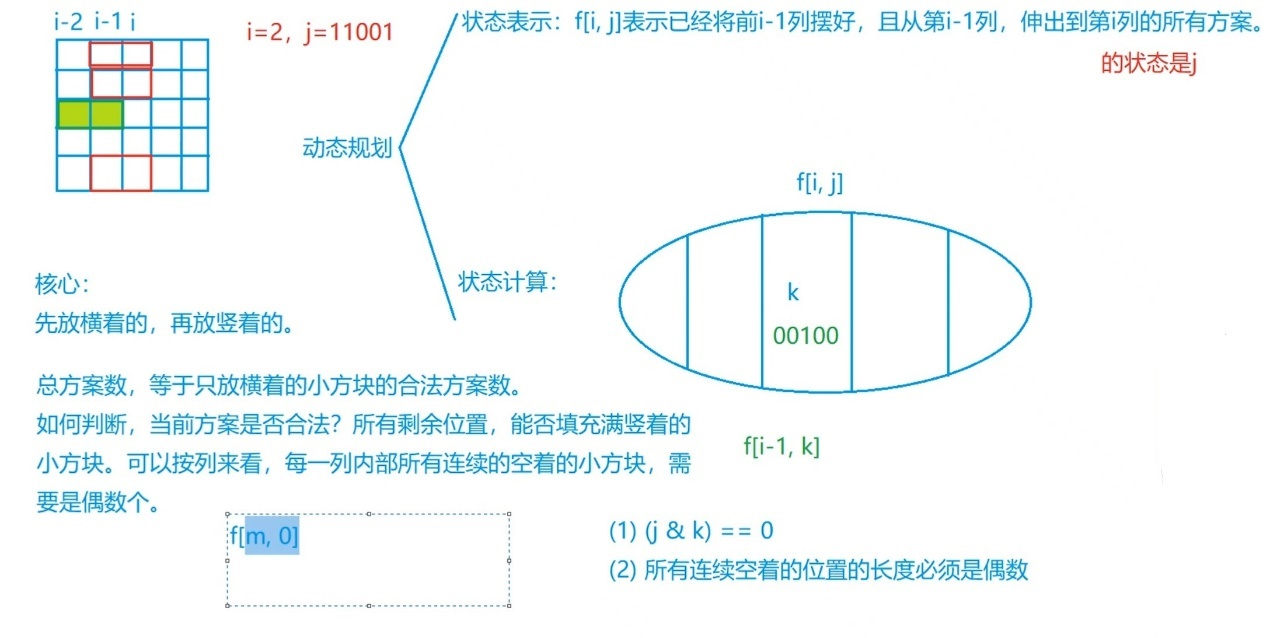 i-2 i-1 i
i=2，j=11001
状态表示：f[i, j]表示已经将前i-1列摆好，且从第i-1列，伸出到第i列的所有方案。
的状态是j
动态规划
f[i, j]
状态计算：
k
00100
核心：
先放横着的，再放竖着的。
总方案数，等于只放横着的小方块的合法方案数。
如何判断，当前方案是否合法？所有剩余位置，能否填充满竖着的
小方块。可以按列来看，每一列内部所有连续的空着的小方块，需
要是偶数个。
f[i-1, k]
f[m, 0]
(1) (j & k) == 0
(2) 所有连续空着的位置的长度必须是偶数